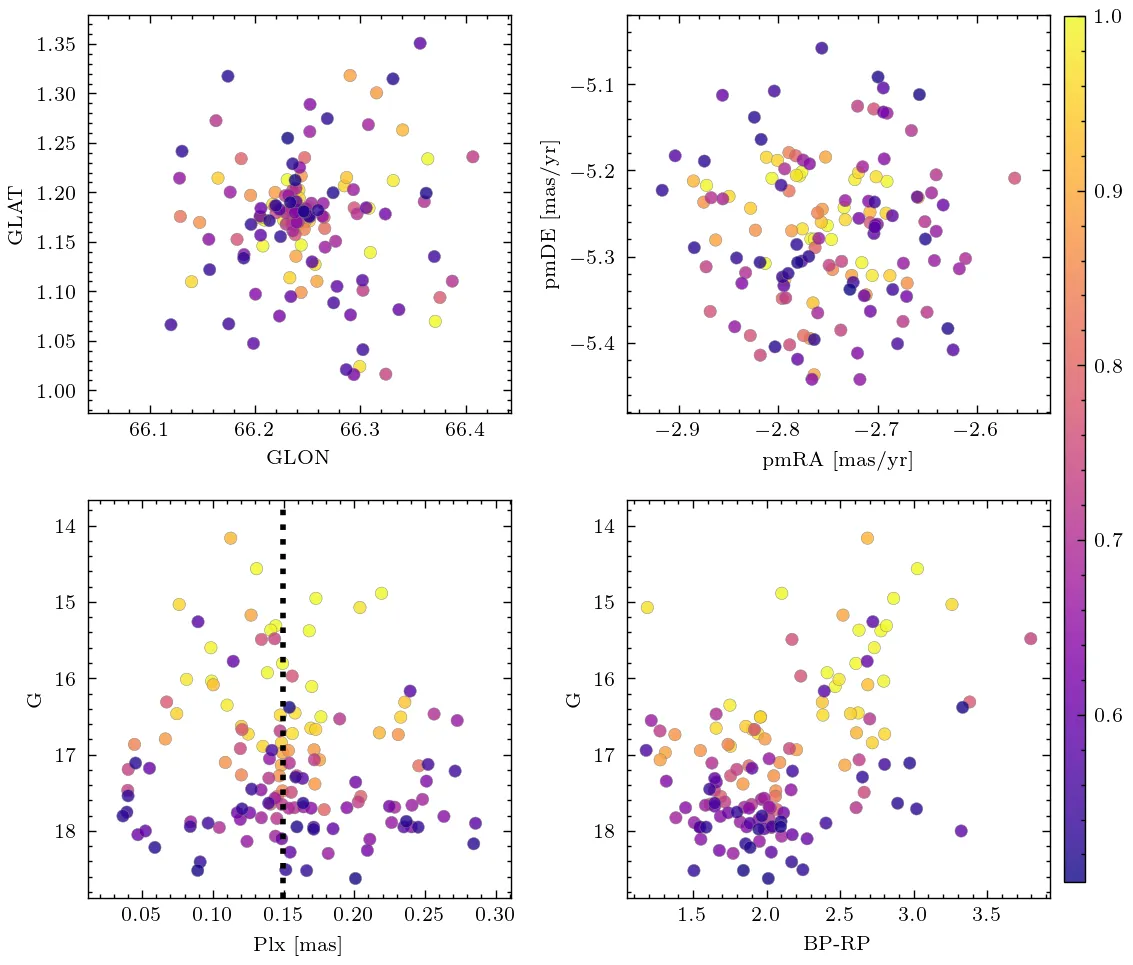 1.35
1.30
1.25
1.20
1.15
1.10
1.05
1.00
GLAT
66.1 66.2 66.3 66.4
GLON
−5.1
−5.2
−5.3
−5.4
pmDE [mas/yr]
−2.9 −2.8 −2.7 −2.6
pmRA [mas/yr]
14
15
16
17
18
G
0.05 0.10 0.15 0.20 0.25 0.30
Plx [mas]
14
15
16
17
18
G
1.5 2.0 2.5 3.0 3.5
BP-RP
1.0
0.9
0.8
0.7
0.6